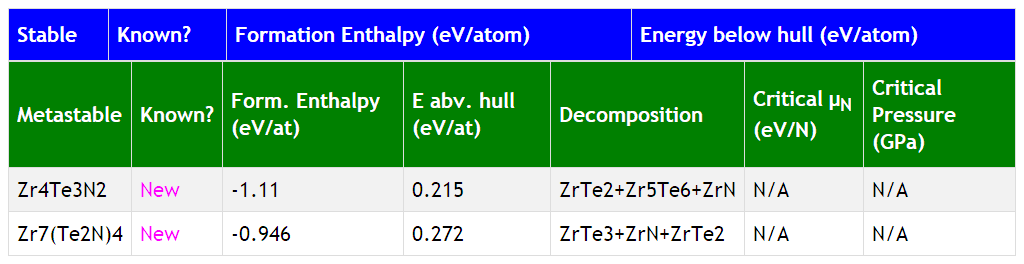 Stable Known? Formation Enthalpy (eV/atom) Energy below hull (eV/atom)
Metastable Known? Form. Enthalpy (eV/at) E abv. hull (eV/at) Decomposition Critical μN (eV/N) Critical Pressure (GPa)
Zr4Te3N2 New -1.11 0.215 ZrTe2+Zr5Te6+ZrN N/A N/A
Zr7(Te2N)4 New -0.946 0.272 ZrTe3+ZrN+ZrTe2 N/A N/A